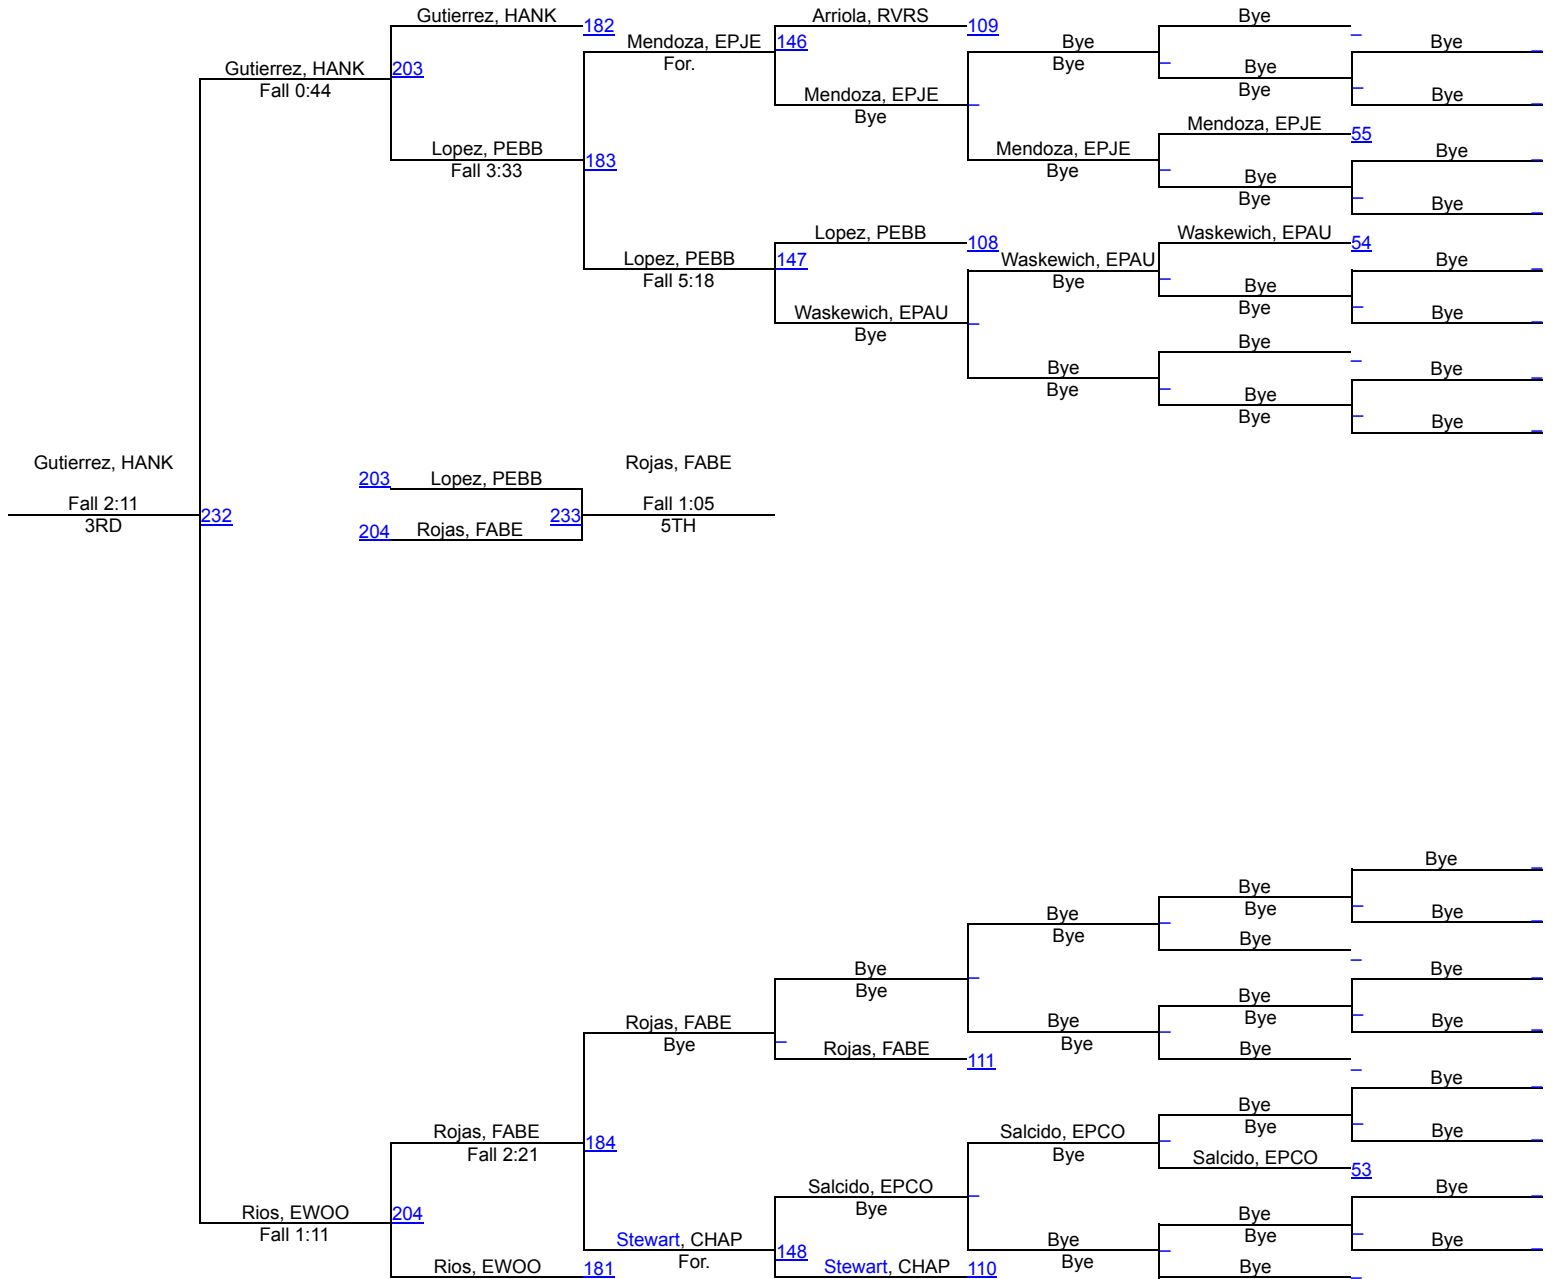 Gutierrez, HANK
182
Arriola, RVRS
109
Bye
Mendoza, EPJE
146
Bye
Bye
Gutierrez, HANK
203
For.
Bye
Bye
Fall 0:44
Bye
Mendoza, EPJE
Bye
Bye
Mendoza, EPJE
55
Lopez, PEBB
183
Mendoza, EPJE
Bye
Fall 3:33
Bye
Bye
Bye
Bye
Lopez, PEBB
108
Waskewich, EPAU
54
Lopez, PEBB
147
Waskewich, EPAU
Bye
Fall 5:18
Bye
Bye
Bye
Waskewich, EPAU
Bye
Bye
Bye
Bye
Bye
Bye
Bye
Bye
Bye
Gutierrez, HANK
Rojas, FABE
203
Lopez, PEBB
Fall 2:11
Fall 1:05
232
233
3RD
5TH
204
Rojas, FABE
Bye
Bye
Bye
Bye
Bye
Bye
Bye
Bye
Bye
Bye
Bye
Rojas, FABE
Bye
Bye
Bye
Bye
Bye
Rojas, FABE
111
Bye
Bye
Bye
Rojas, FABE
184
Salcido, EPCO
Bye
Bye
Fall 2:21
Bye
Salcido, EPCO
53
Salcido, EPCO
Bye
Bye
Rios, EWOO
204
Bye
Fall 1:11
Stewart, CHAP
148
Bye
Bye
Bye
For.
Bye
Rios, EWOO
181
Stewart, CHAP
110
Bye